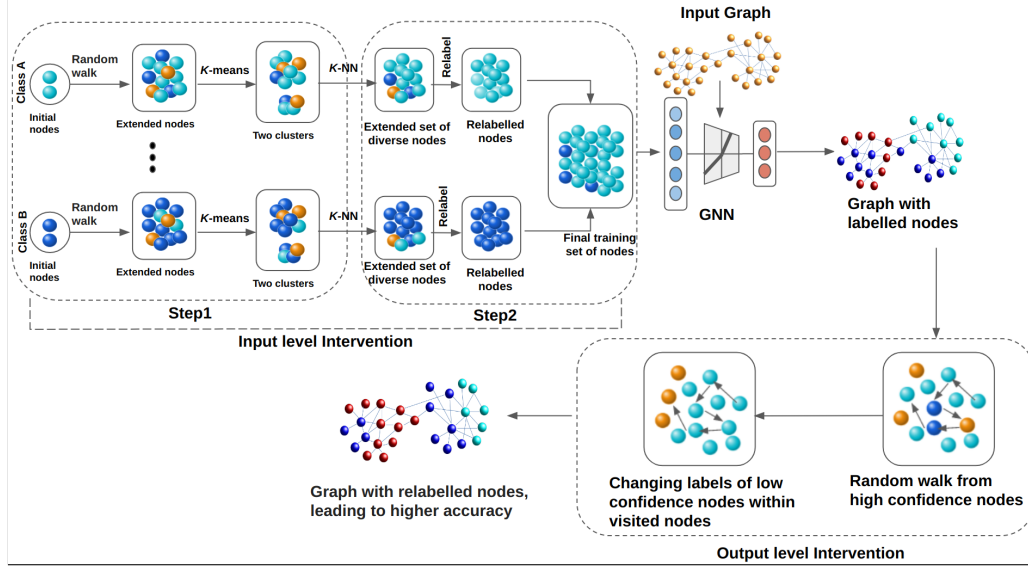 Class A
Initial
nodes
Random
walk
Extended nodes
K-means
Two clusters
K-NN
Extended set of
diverse nodes
Relabel
Relabelled
nodes
Class B
Initial
nodes
Random
walk
Extended nodes
K-means
Two clusters
K-NN
Extended set of
diverse nodes
Relabel
Relabelled
nodes
Final training
set of nodes
Step1
Step2
Input level Intervention
Input Graph
GNN
Graph with
labelled nodes
Random walk from
high confidence nodes
Changing labels of low
confidence nodes within
visited nodes
Output level Intervention
Graph with relabelled nodes,
leading to higher accuracy